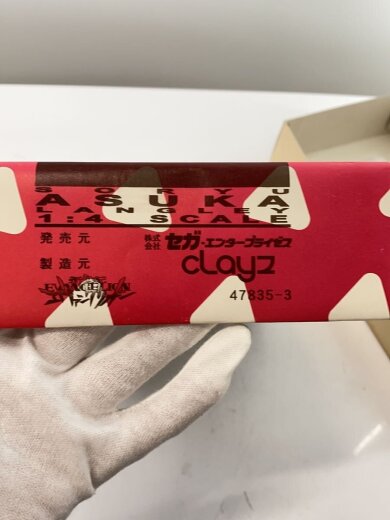 SORYU
ASUKA
LANGLEY
1:4 SCALE
発売元 株式会社 セガ・エンタープライゼス
製造元 clayz
EVANGELION
47835-3